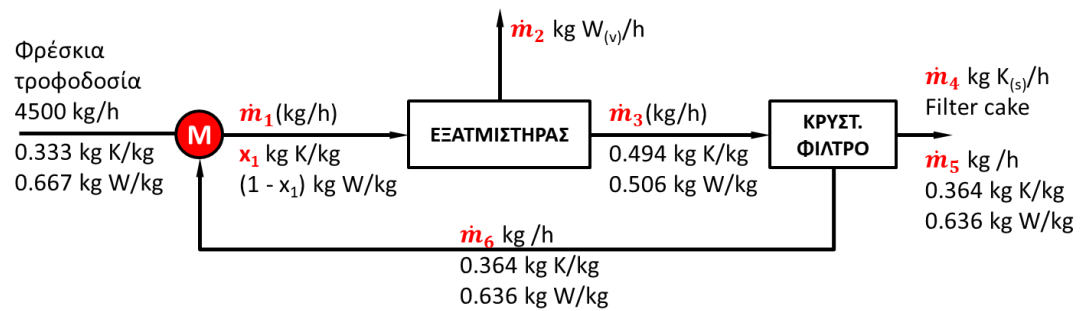 Φρέσκια
τροφοδοσία
4500 kg/h
0.333 kg K/kg
0.667 kg W/kg
M
ṁ₁(kg/h)
x₁ kg K/kg
(1 - x₁) kg W/kg
ṁ₂ kg W₍ᵥ₎/h
ΕΞΑΤΜΙΣΤΗΡΑΣ
ṁ₃(kg/h)
0.494 kg K/kg
0.506 kg W/kg
ΚΡΥΣΤ.
ΦΙΛΤΡΟ
ṁ₄ kg K₍ₛ₎/h
Filter cake
ṁ₅ kg /h
0.364 kg K/kg
0.636 kg W/kg
ṁ₆ kg /h
0.364 kg K/kg
0.636 kg W/kg